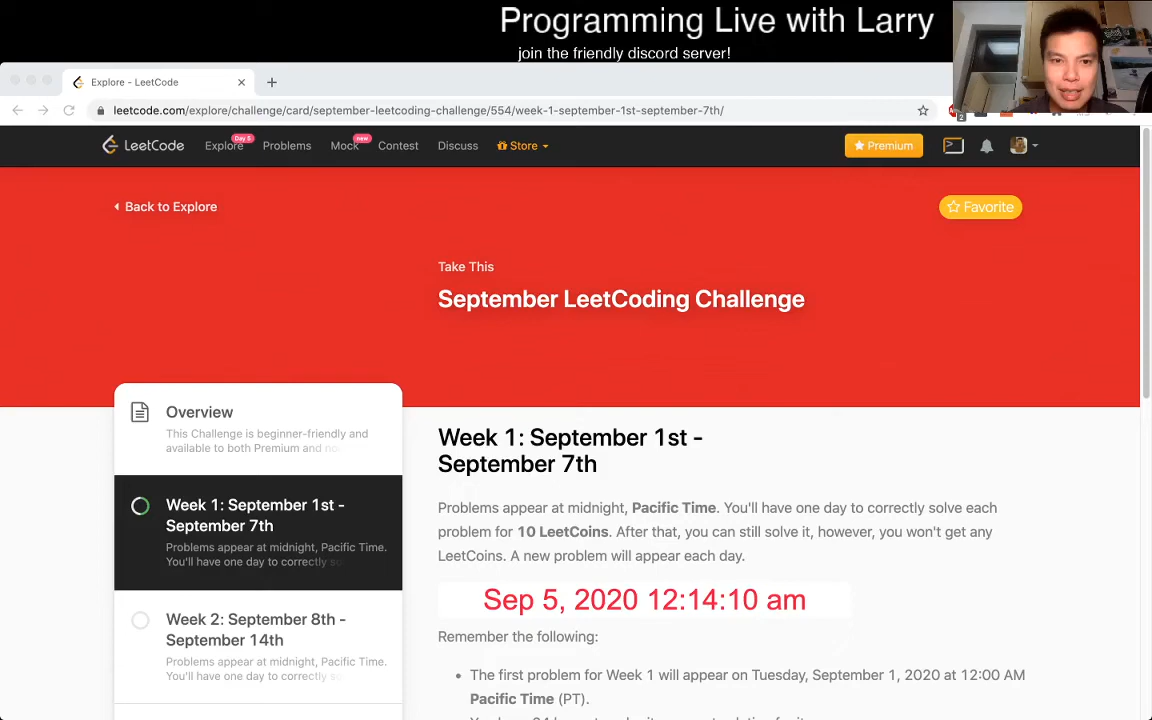 Programming Live with Larry
join the friendly discord server!
Explore - LeetCode
leetcode.com/explore/challenge/card/september-leetcoding-challenge/554/week-1-september-1st-september-7th/
2
LeetCode Explore Day 5 Problems Mock new Contest Discuss Store Premium
Back to Explore
Favorite
Take This
September LeetCoding Challenge
Overview
This Challenge is beginner-friendly and
available to both Premium and
Week 1: September 1st -
September 7th
Problems appear at midnight, Pacific Time.
You'll have one day to correctly
Week 2: September 8th -
September 14th
Problems appear at midnight, Pacific Time.
You'll have one day to correctly
Week 1: September 1st -
September 7th
Problems appear at midnight, Pacific Time. You'll have one day to correctly solve each
problem for 10 LeetCoins. After that, you can still solve it, however, you won't get any
LeetCoins. A new problem will appear each day.
Sep 5, 2020 12:14:10 am
Remember the following:
The first problem for Week 1 will appear on Tuesday, September 1, 2020 at 12:00 AM
Pacific Time (PT).